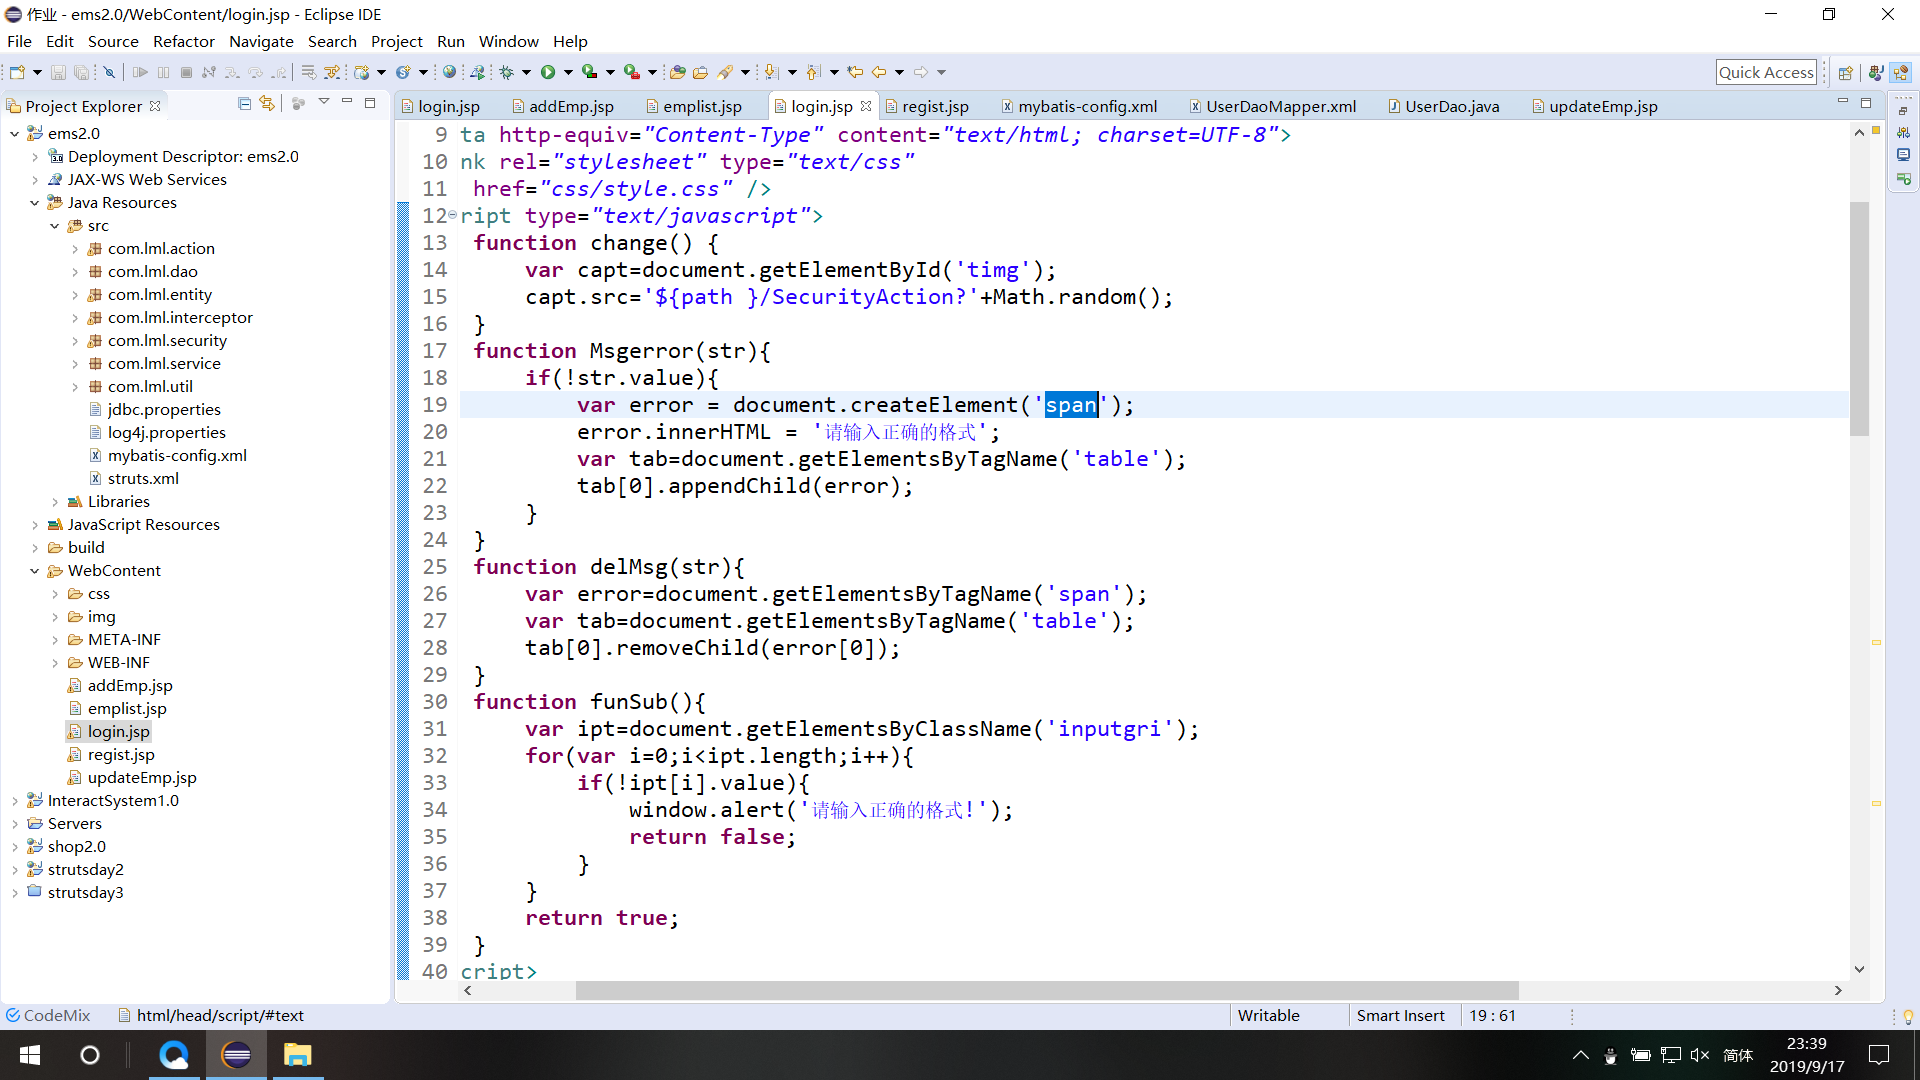 作业 - ems2.0/WebContent/login.jsp - Eclipse IDE
File Edit Source Refactor Navigate Search Project Run Window Help
Quick Access
Project Explorer
login.jsp addEmp.jsp emplist.jsp login.jsp regist.jsp mybatis-config.xml UserDaoMapper.xml UserDao.java updateEmp.jsp
ems2.0
Deployment Descriptor: ems2.0
JAX-WS Web Services
Java Resources
src
com.lml.action
com.lml.dao
com.lml.entity
com.lml.interceptor
com.lml.security
com.lml.service
com.lml.util
jdbc.properties
log4j.properties
mybatis-config.xml
struts.xml
Libraries
JavaScript Resources
build
WebContent
css
img
META-INF
WEB-INF
addEmp.jsp
emplist.jsp
login.jsp
regist.jsp
updateEmp.jsp
InteractSystem1.0
Servers
shop2.0
strutsday2
strutsday3
9 ta http-equiv="Content-Type" content="text/html; charset=UTF-8">
10 nk rel="stylesheet" type="text/css"
11 href="css/style.css" />
12 ript type="text/javascript">
13 function change() {
14 var capt=document.getElementById('timg');
15 capt.src='${path }/SecurityAction?'+Math.random();
16 }
17 function Msgerror(str){
18 if(!str.value){
19 var error = document.createElement('span');
20 error.innerHTML = '请输入正确的格式';
21 var tab=document.getElementsByTagName('table');
22 tab[0].appendChild(error);
23 }
24 }
25 function delMsg(str){
26 var error=document.getElementsByTagName('span');
27 var tab=document.getElementsByTagName('table');
28 tab[0].removeChild(error[0]);
29 }
30 function funSub(){
31 var ipt=document.getElementsByClassName('inputgri');
32 for(var i=0;i<ipt.length;i++){
33 if(!ipt[i].value){
34 window.alert('请输入正确的格式!');
35 return false;
36 }
37 }
38 return true;
39 }
40 cript>
CodeMix html/head/script/#text Writable Smart Insert 19 : 61
简体 23:39
2019/9/17